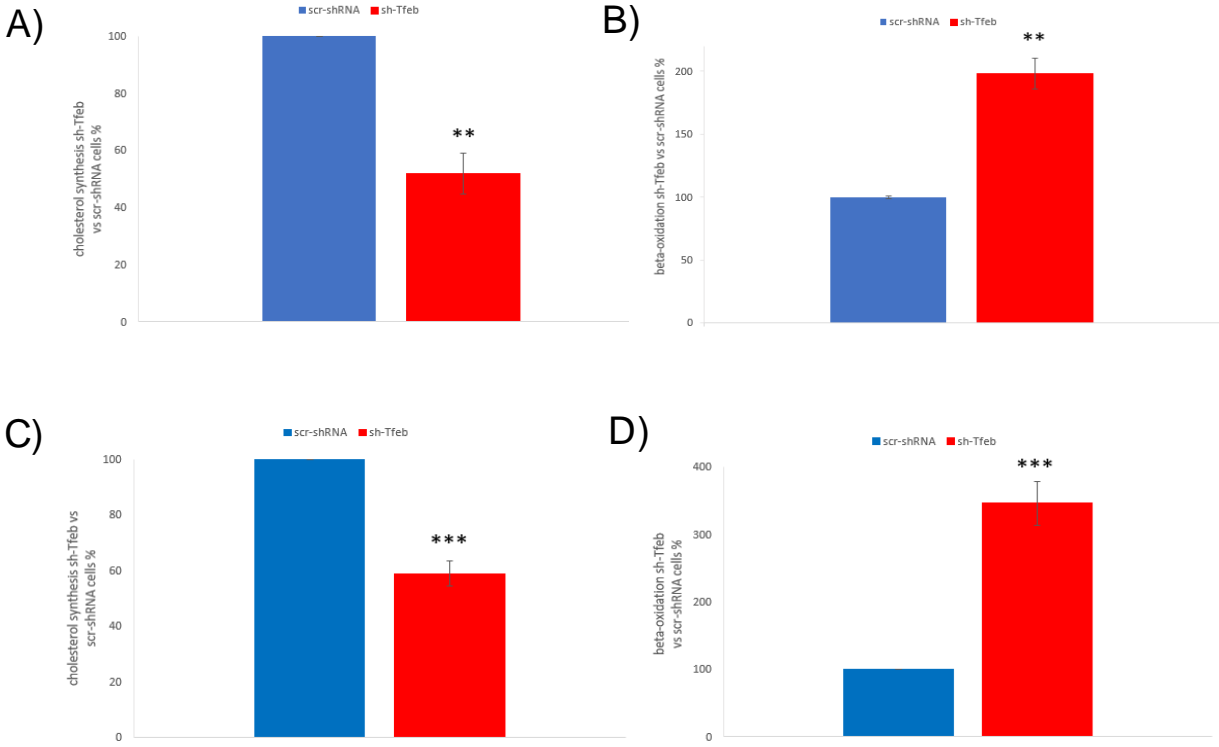 A)
scr-shRNA sh-Tfeb
cholesterol synthesis sh-Tfeb
vs scr-shRNA cells %
100
80
60
40
20
0
**
B)
scr-shRNA sh-Tfeb
beta-oxidation sh-Tfeb vs scr-shRNA cells %
200
150
100
50
0
**
C)
scr-shRNA sh-Tfeb
cholesterol synthesis sh-Tfeb vs
scr-shRNA cells %
100
80
60
40
20
0
***
D)
scr-shRNA sh-Tfeb
beta-oxidation sh-Tfeb
vs scr-shRNA cells %
400
300
200
100
0
***